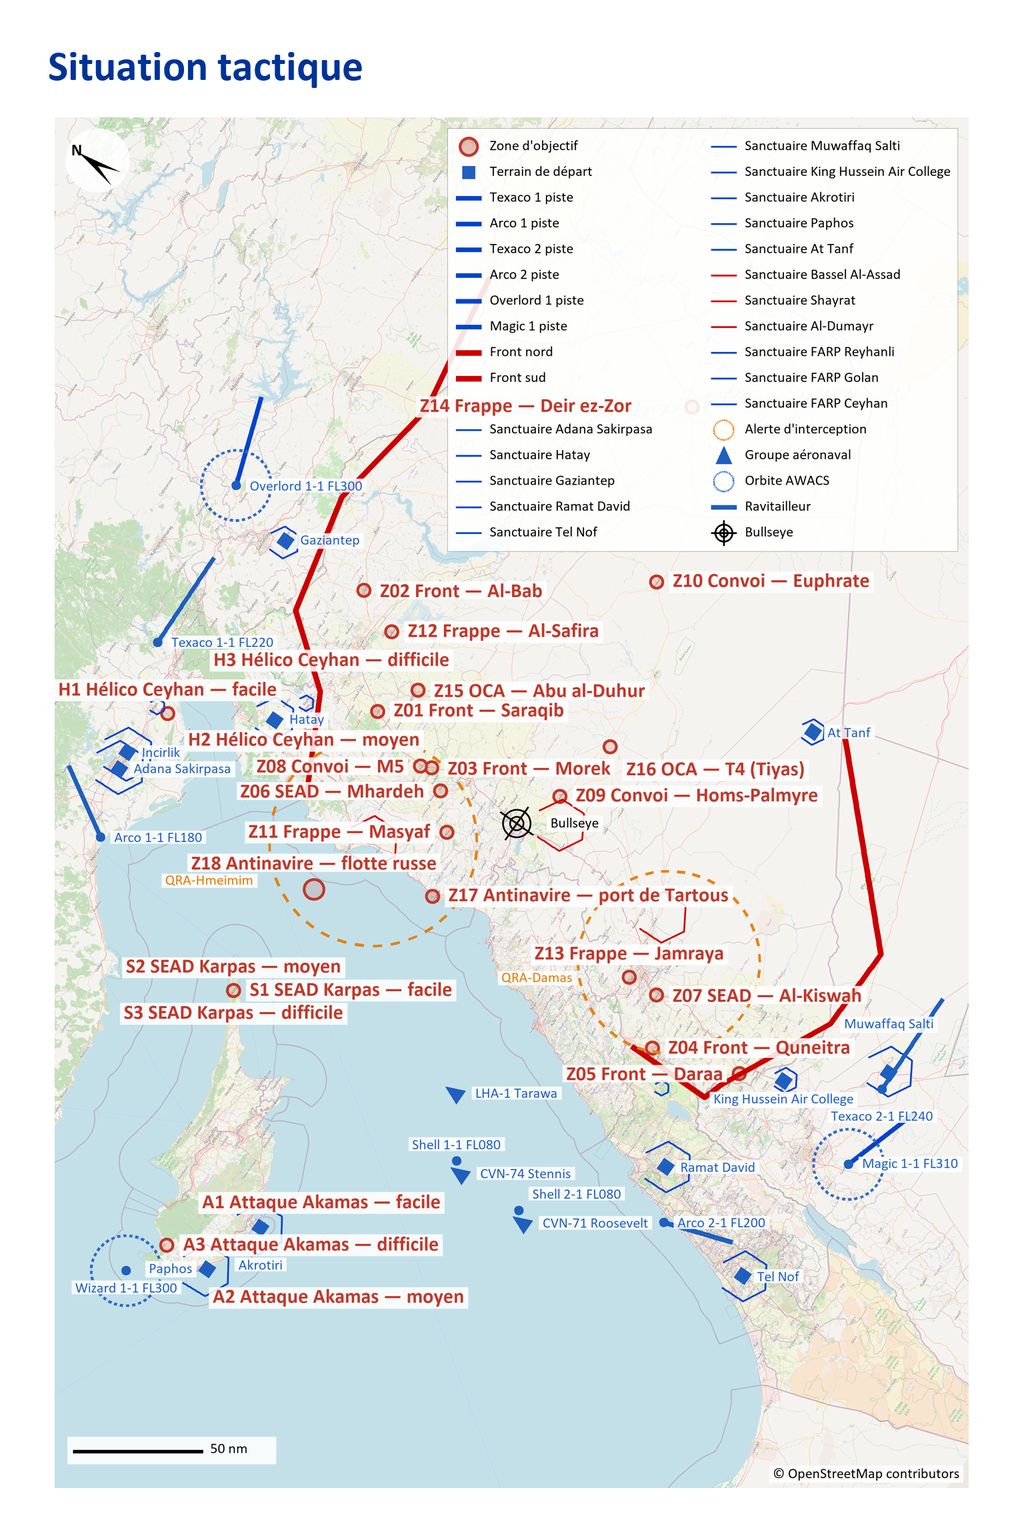 Situation tactique
N
Zone d'objectif
Terrain de départ
Texaco 1 piste
Arco 1 piste
Texaco 2 piste
Arco 2 piste
Overlord 1 piste
Magic 1 piste
Front nord
Front sud
Sanctuaire Adana Sakirpasa
Sanctuaire Hatay
Sanctuaire Gaziantep
Sanctuaire Ramat David
Sanctuaire Tel Nof
Sanctuaire Muwaffaq Salti
Sanctuaire King Hussein Air College
Sanctuaire Akrotiri
Sanctuaire Paphos
Sanctuaire At Tanf
Sanctuaire Bassel Al-Assad
Sanctuaire Shayrat
Sanctuaire Al-Dumayr
Sanctuaire FARP Reyhanli
Sanctuaire FARP Golan
Sanctuaire FARP Ceyhan
Alerte d'interception
Groupe aéronaval
Orbite AWACS
Ravitailleur
Bullseye
Z14 Frappe — Deir ez-Zor
Overlord 1-1 FL300
Gaziantep
Z10 Convoi — Euphrate
Z02 Front — Al-Bab
Z12 Frappe — Al-Safira
Texaco 1-1 FL220
H3 Hélico Ceyhan — difficile
H1 Hélico Ceyhan — facile
Z15 OCA — Abu al-Duhur
Z01 Front — Saraqib
Hatay
At Tanf
H2 Hélico Ceyhan — moyen
Incirlik
Adana Sakirpasa
Z08 Convoi — M5
Z03 Front — Morek
Z16 OCA — T4 (Tiyas)
Z06 SEAD — Mhardeh
Z09 Convoi — Homs-Palmyre
Bullseye
Z11 Frappe — Masyaf
Arco 1-1 FL180
Z18 Antinavire — flotte russe
QRA-Hmeimim
Z17 Antinavire — port de Tartous
Z13 Frappe — Jamraya
S2 SEAD Karpas — moyen
QRA-Damas
S1 SEAD Karpas — facile
Z07 SEAD — Al-Kiswah
S3 SEAD Karpas — difficile
Muwaffaq Salti
Z04 Front — Quneitra
Z05 Front — Daraa
LHA-1 Tarawa
King Hussein Air College
Texaco 2-1 FL240
Shell 1-1 FL080
Magic 1-1 FL310
Ramat David
CVN-74 Stennis
Shell 2-1 FL080
A1 Attaque Akamas — facile
CVN-71 Roosevelt
Arco 2-1 FL200
A3 Attaque Akamas — difficile
Paphos
Akrotiri
Tel Nof
Wizard 1-1 FL300
A2 Attaque Akamas — moyen
50 nm
© OpenStreetMap contributors